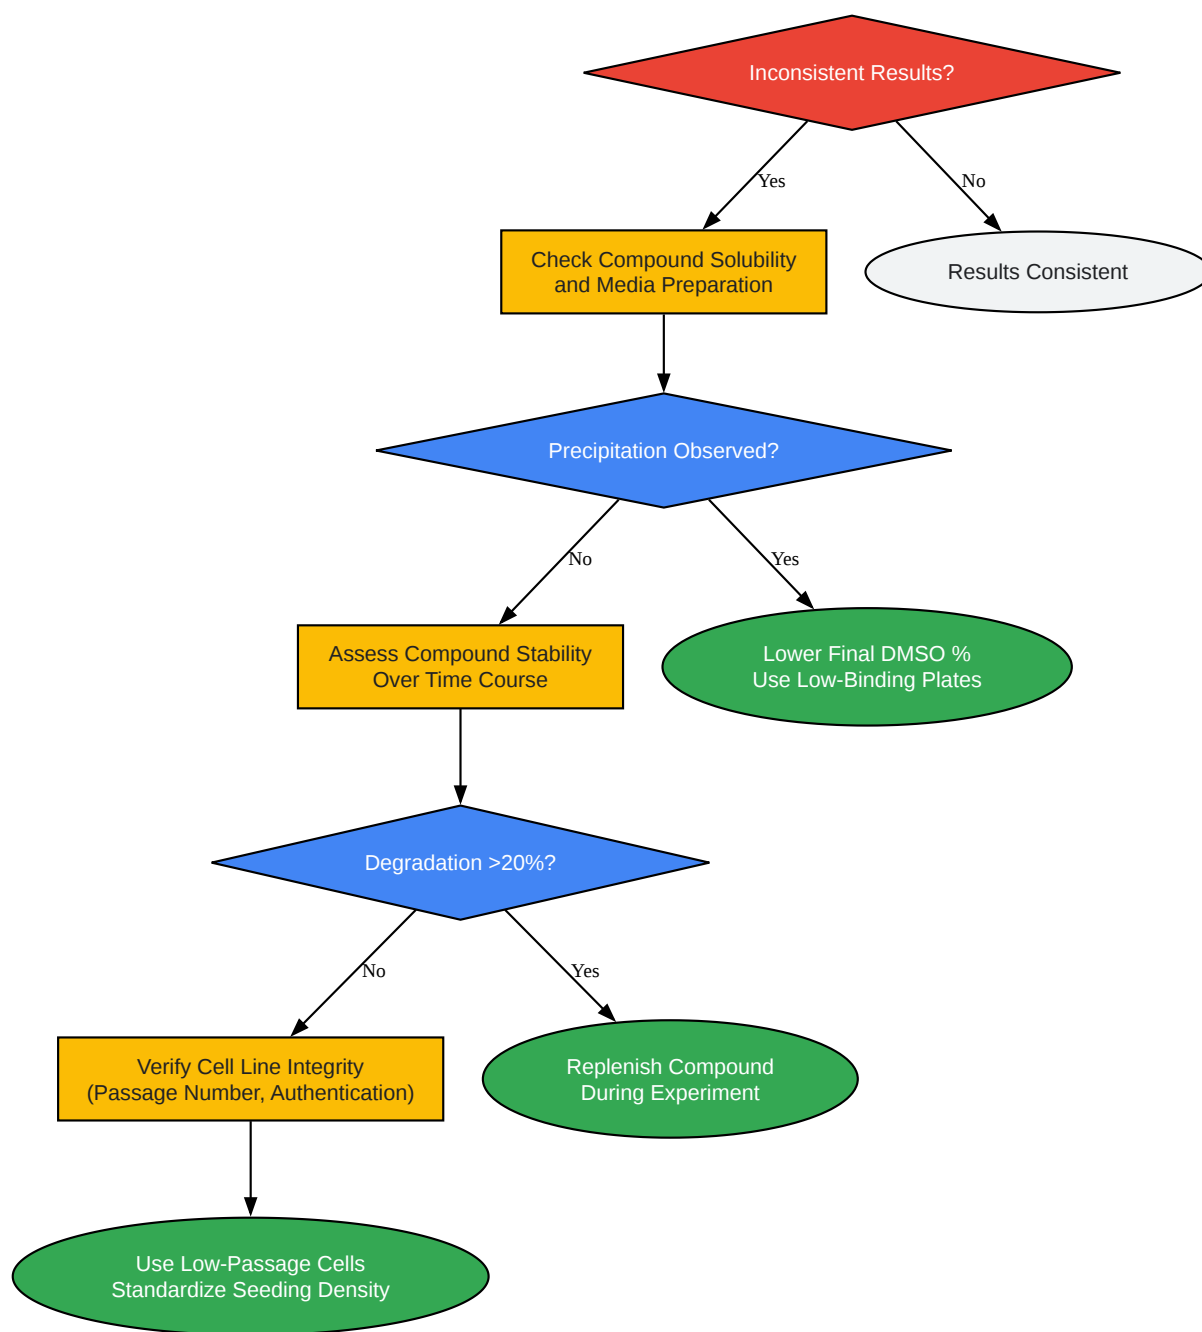 Inconsistent Results?
Yes
No
Check Compound Solubility
and Media Preparation
Results Consistent
Precipitation Observed?
No
Yes
Assess Compound Stability
Over Time Course
Lower Final DMSO %
Use Low-Binding Plates
Degradation >20%?
No
Yes
Verify Cell Line Integrity
(Passage Number, Authentication)
Replenish Compound
During Experiment
Use Low-Passage Cells
Standardize Seeding Density